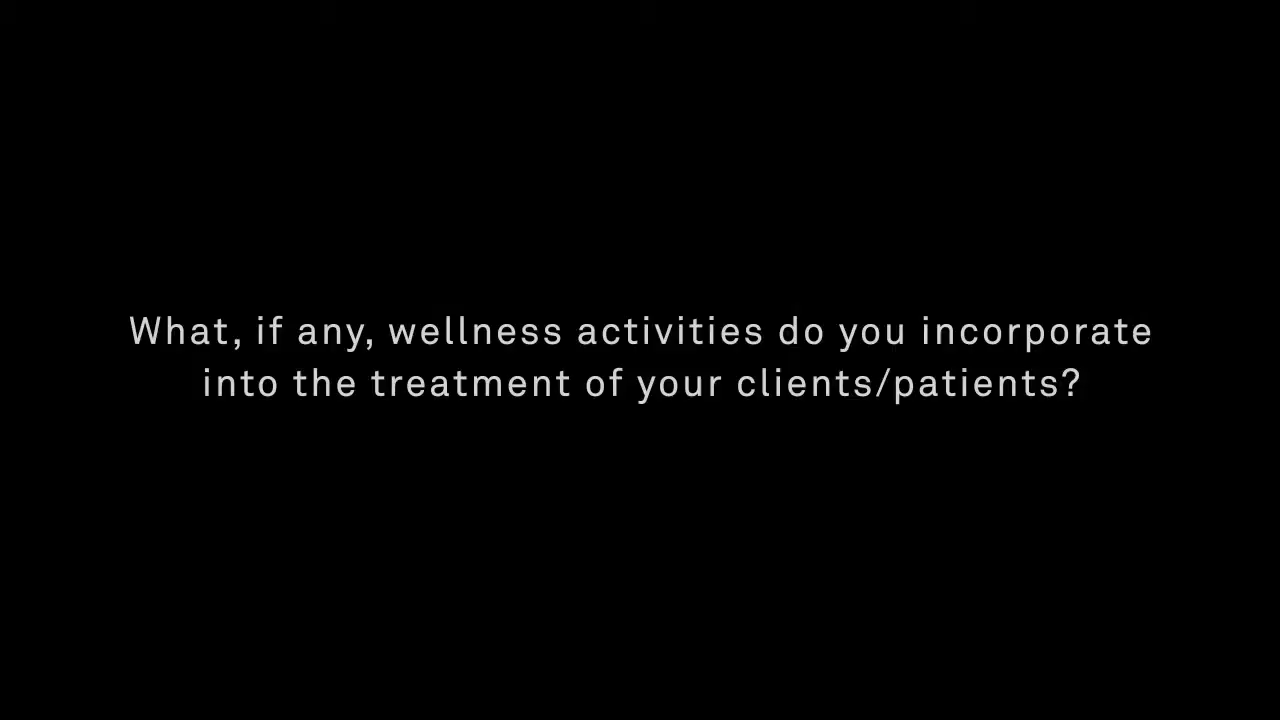 What, if any, wellness activities do you incorporate
into the treatment of your clients/patients?